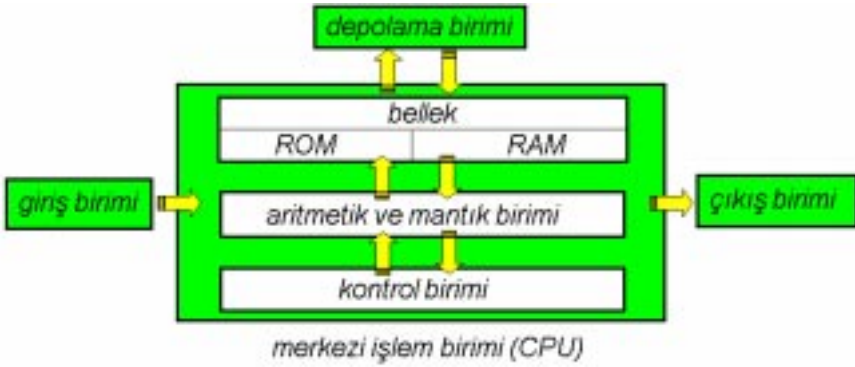 depolama birimi
bellek
ROM RAM
giriş birimi
aritmetik ve mantık birimi
çıkış birimi
kontrol birimi
merkezi işlem birimi (CPU)